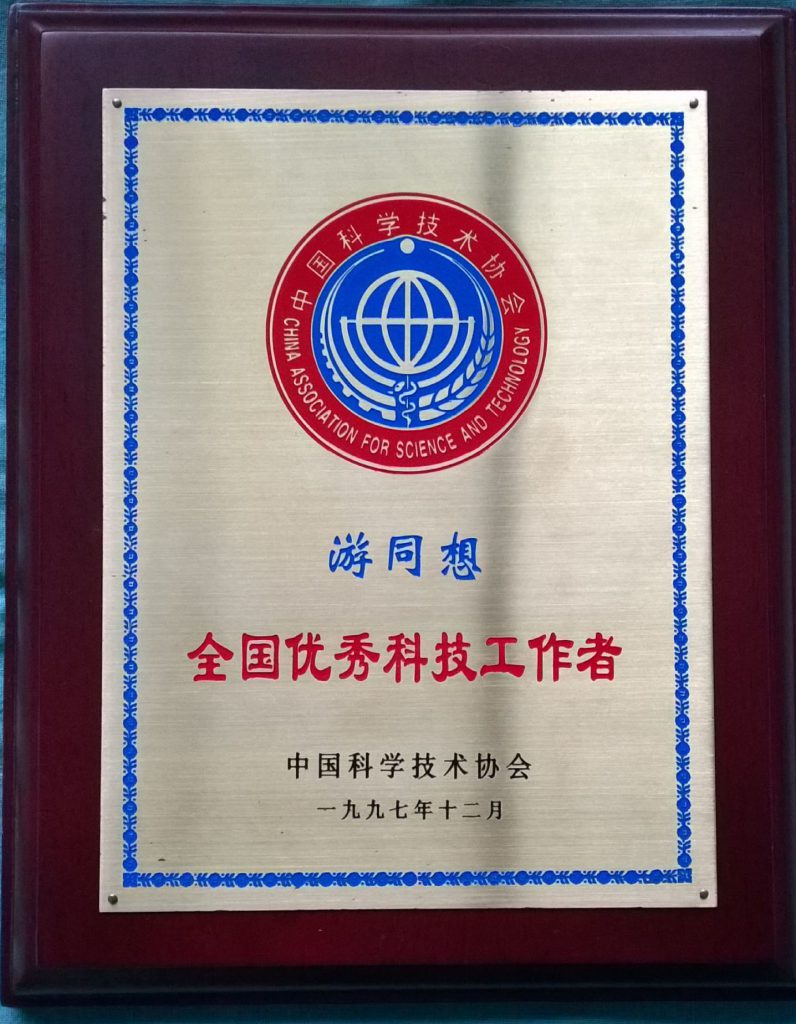 中国科学技术协会
CHINA ASSOCIATION FOR SCIENCE AND TECHNOLOGY
游同想
全国优秀科技工作者
中国科学技术协会
一九九七年十二月